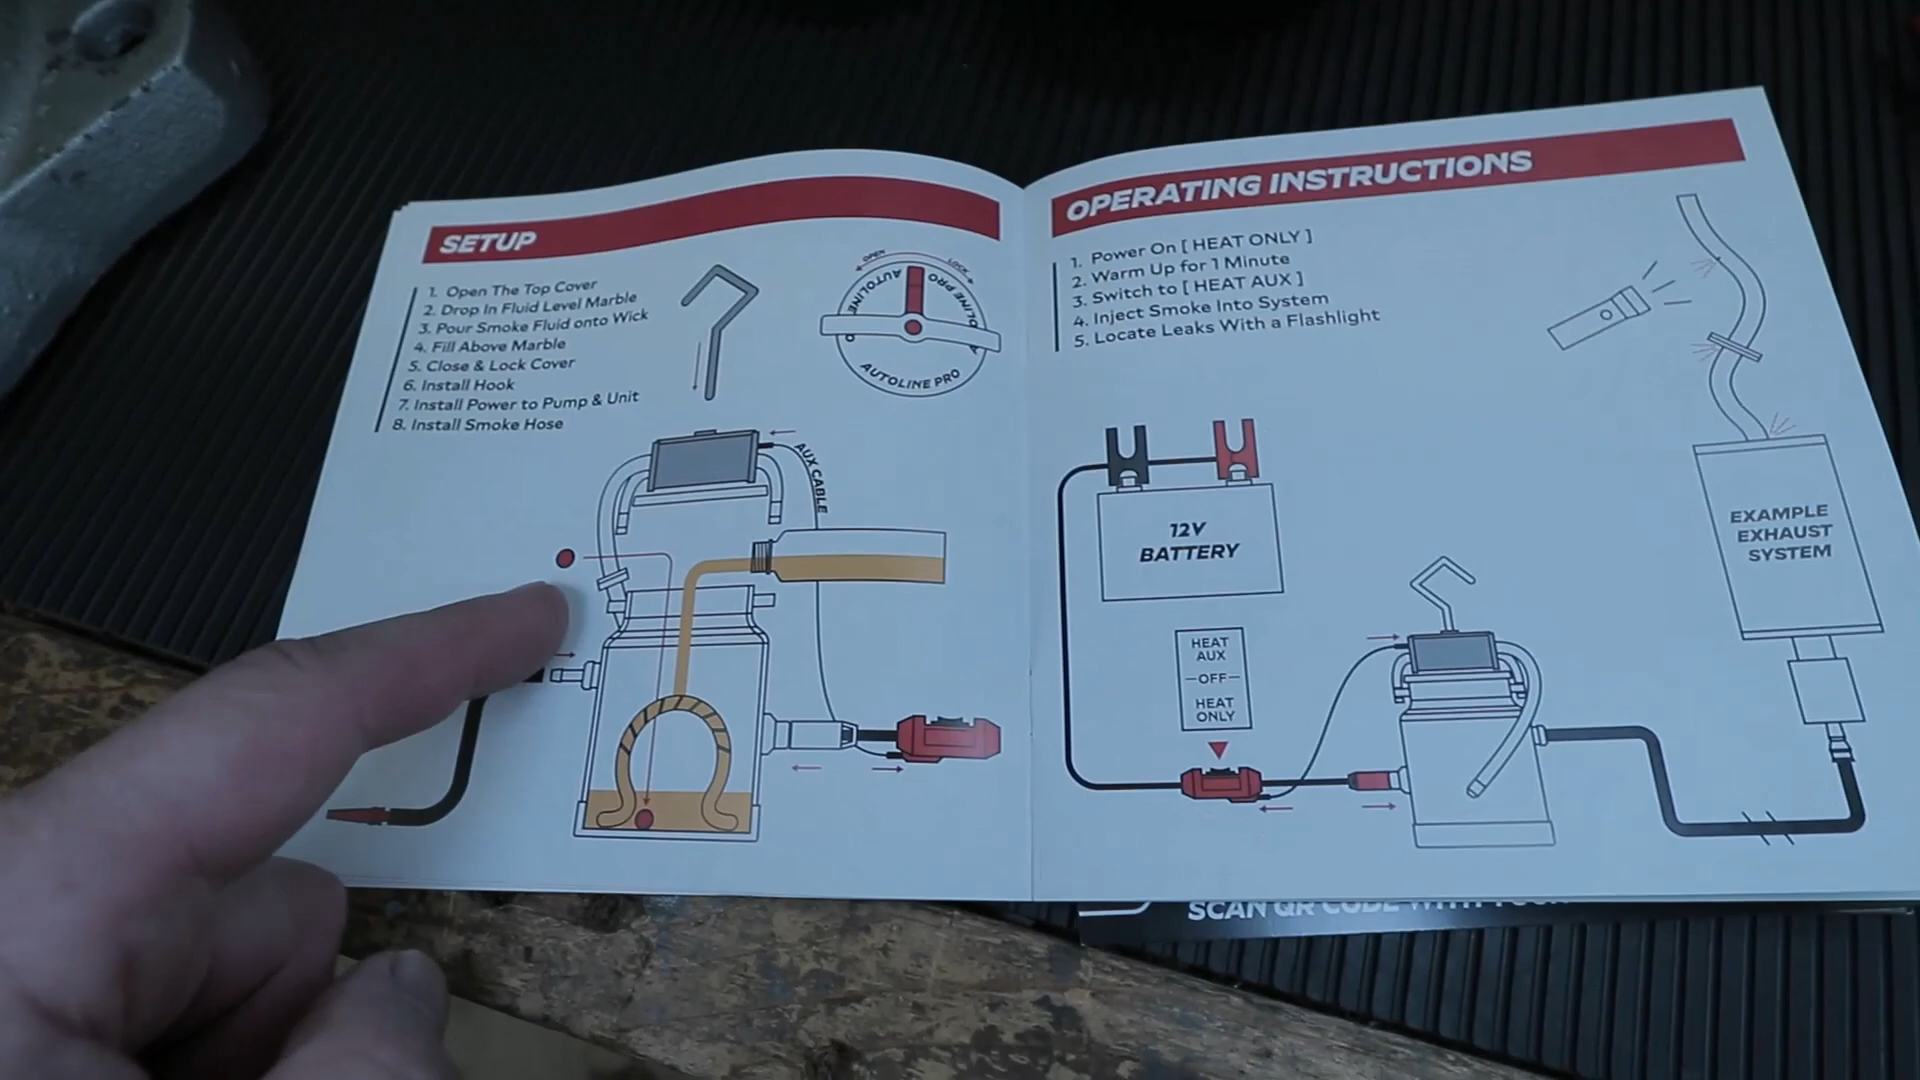 SETUP
1. Open The Top Cover
2. Drop In Fluid Level Marble
3. Pour Smoke Fluid onto Wick
4. Fill Above Marble
5. Close & Lock Cover
6. Install Hook
7. Install Power to Pump & Unit
8. Install Smoke Hose
OPEN
LOCK
AUTOLINE
OLINE PRO
AUTOLINE PRO
AUX CABLE
OPERATING INSTRUCTIONS
1. Power On [ HEAT ONLY ]
2. Warm Up for 1 Minute
3. Switch to [ HEAT AUX ]
4. Inject Smoke Into System
5. Locate Leaks With a Flashlight
12V
BATTERY
HEAT
AUX
—OFF—
HEAT
ONLY
EXAMPLE
EXHAUST
SYSTEM
SCAN QR CODE WITH YOUR